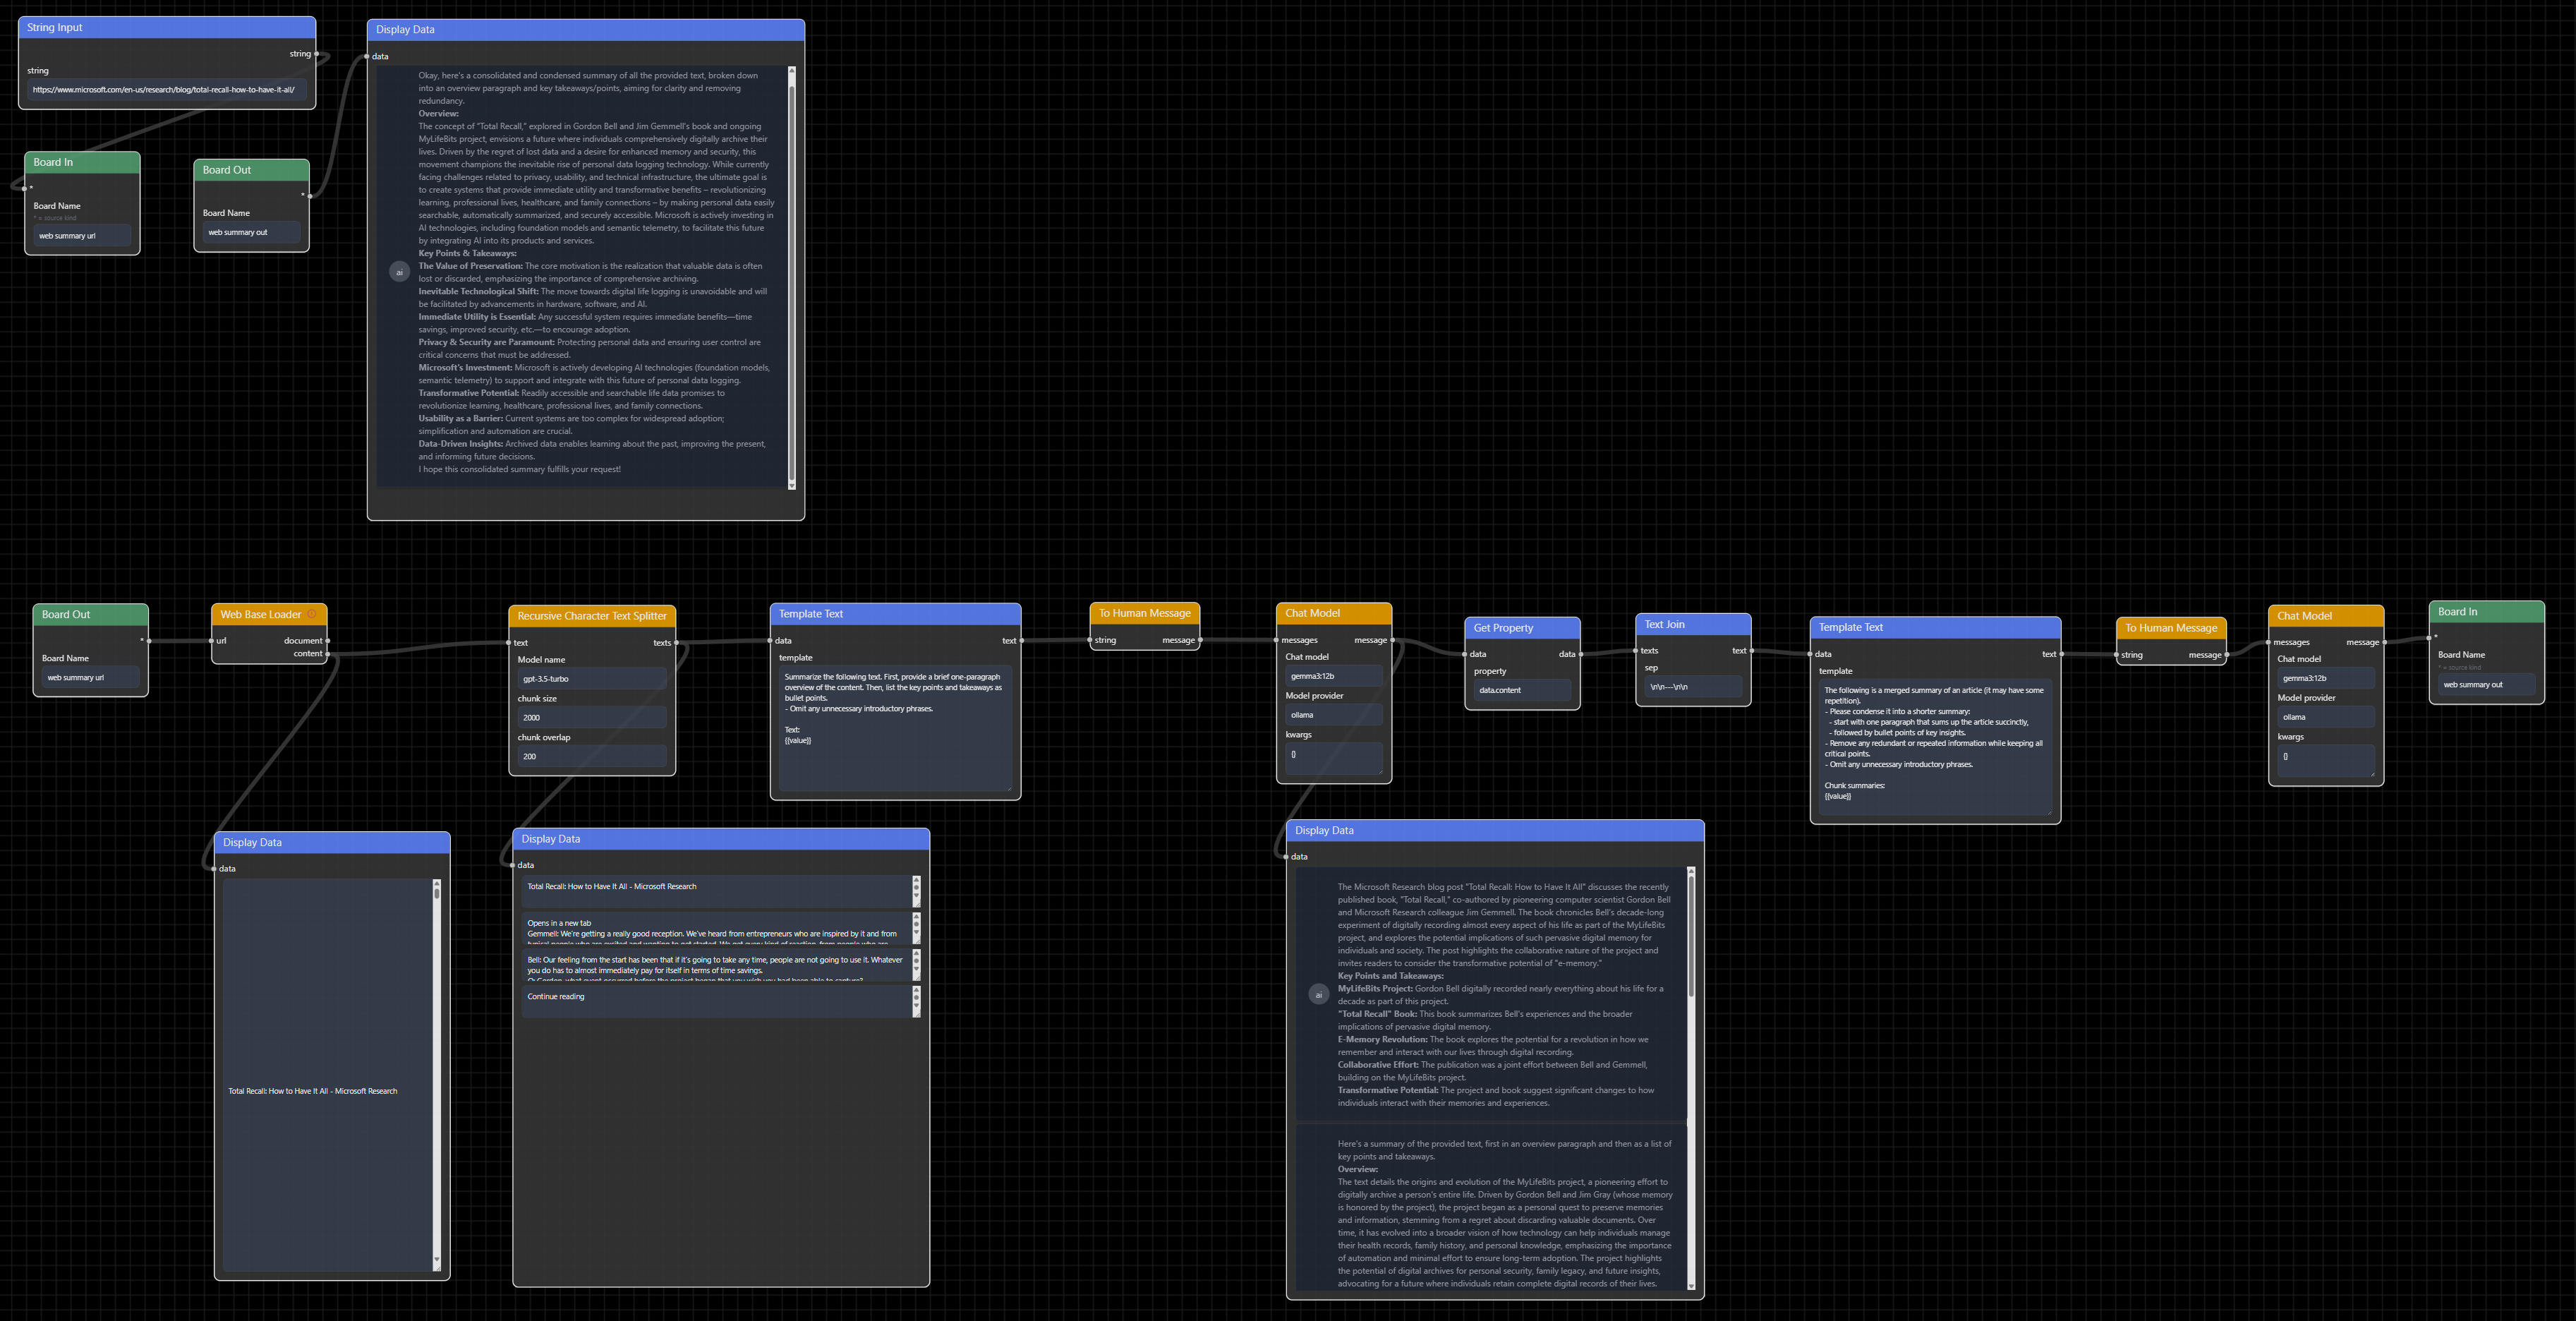 String Input
string
string
https://www.microsoft.com/en-us/research/blog/total-recall-how-to-have-it-all/
Board In
*
Board Name
* = source kind
web summary url
Board Out
*
Board Name
web summary out
Display Data
data
Okay, here's a consolidated and condensed summary of all the provided text, broken down
into an overview paragraph and key takeaways/points, aiming for clarity and removing
redundancy.
Overview:
The concept of "Total Recall," explored in Gordon Bell and Jim Gemmell's book and ongoing
MyLifeBits project, envisions a future where individuals comprehensively digitally archive their
lives. Driven by the regret of lost data and a desire for enhanced memory and security, this
movement champions the inevitable rise of personal data logging technology. While currently
facing challenges related to privacy, usability, and technical infrastructure, the ultimate goal is
to create systems that provide immediate utility and transformative benefits – revolutionizing
learning, professional lives, healthcare, and family connections – by making personal data easily
searchable, automatically summarized, and securely accessible. Microsoft is actively investing in
AI technologies, including foundation models and semantic telemetry, to facilitate this future
by integrating AI into its products and services.
Key Points & Takeaways:
ai
The Value of Preservation: The core motivation is the realization that valuable data is often
lost or discarded, emphasizing the importance of comprehensive archiving.
Inevitable Technological Shift: The move towards digital life logging is unavoidable and will
be facilitated by advancements in hardware, software, and AI.
Immediate Utility is Essential: Any successful system requires immediate benefits—time
savings, improved security, etc.—to encourage adoption.
Privacy & Security are Paramount: Protecting personal data and ensuring user control are
critical concerns that must be addressed.
Microsoft's Investment: Microsoft is actively developing AI technologies (foundation models,
semantic telemetry) to support and integrate with this future of personal data logging.
Transformative Potential: Readily accessible and searchable life data promises to
revolutionize learning, healthcare, professional lives, and family connections.
Usability as a Barrier: Current systems are too complex for widespread adoption;
simplification and automation are crucial.
Data-Driven Insights: Archived data enables learning about the past, improving the present,
and informing future decisions.
I hope this consolidated summary fulfills your request!
Board Out
*
Board Name
web summary url
Web Base Loader
url
document
content
Recursive Character Text Splitter
text
texts
Model name
gpt-3.5-turbo
chunk size
2000
chunk overlap
200
Template Text
data
text
template
Summarize the following text. First, provide a brief one-paragraph
overview of the content. Then, list the key points and takeaways as
bullet points.
- Omit any unnecessary introductory phrases.
Text:
{{value}}
To Human Message
string
message
Chat Model
messages
message
Chat model
gemma3:12b
Model provider
ollama
kwargs
{}
Get Property
data
data
property
data.content
Text Join
texts
text
sep
\n\n---\n\n
Template Text
data
text
template
The following is a merged summary of an article (it may have some
repetition).
- Please condense it into a shorter summary:
- start with one paragraph that sums up the article succinctly,
- followed by bullet points of key insights.
- Remove any redundant or repeated information while keeping all
critical points.
- Omit any unnecessary introductory phrases.
Chunk summaries:
{{value}}
To Human Message
string
message
Chat Model
messages
message
Chat model
gemma3:12b
Model provider
ollama
kwargs
{}
Board In
*
Board Name
* = source kind
web summary out
Display Data
data
Total Recall: How to Have It All - Microsoft Research
Display Data
data
Total Recall: How to Have It All - Microsoft Research
Opens in a new tab
Gemmell: We're getting a really good reception. We've heard from entrepreneurs who are inspired by it and from
typical people who are excited and wanting to get started. We get every kind of reaction, from people who are
Bell: Our feeling from the start has been that if it's going to take any time, people are not going to use it. Whatever
you do has to almost immediately pay for itself in terms of time savings.
Q: Gordon, what event occurred before the project began that you wish you had been able to capture?
Continue reading
Display Data
data
The Microsoft Research blog post "Total Recall: How to Have It All" discusses the recently
published book, "Total Recall," co-authored by pioneering computer scientist Gordon Bell
and Microsoft Research colleague Jim Gemmell. The book chronicles Bell's decade-long
experiment of digitally recording almost every aspect of his life as part of the MyLifeBits
project, and explores the potential implications of such pervasive digital memory for
individuals and society. The post highlights the collaborative nature of the project and
invites readers to consider the transformative potential of "e-memory."
Key Points and Takeaways:
ai
MyLifeBits Project: Gordon Bell digitally recorded nearly everything about his life for a
decade as part of this project.
"Total Recall" Book: This book summarizes Bell's experiences and the broader
implications of pervasive digital memory.
E-Memory Revolution: The book explores the potential for a revolution in how we
remember and interact with our lives through digital recording.
Collaborative Effort: The publication was a joint effort between Bell and Gemmell,
building on the MyLifeBits project.
Transformative Potential: The project and book suggest significant changes to how
individuals interact with their memories and experiences.
Here's a summary of the provided text, first in an overview paragraph and then as a list of
key points and takeaways.
Overview:
The text details the origins and evolution of the MyLifeBits project, a pioneering effort to
digitally archive a person's entire life. Driven by Gordon Bell and Jim Gray (whose memory
is honored by the project), the project began as a personal quest to preserve memories
and information, stemming from a regret about discarding valuable documents. Over
time, it has evolved into a broader vision of how technology can help individuals manage
their health records, family history, and personal knowledge, emphasizing the importance
of automation and minimal effort to ensure long-term adoption. The project highlights
the potential of digital archives for personal security, family legacy, and future insights,
advocating for a future where individuals retain complete digital records of their lives.